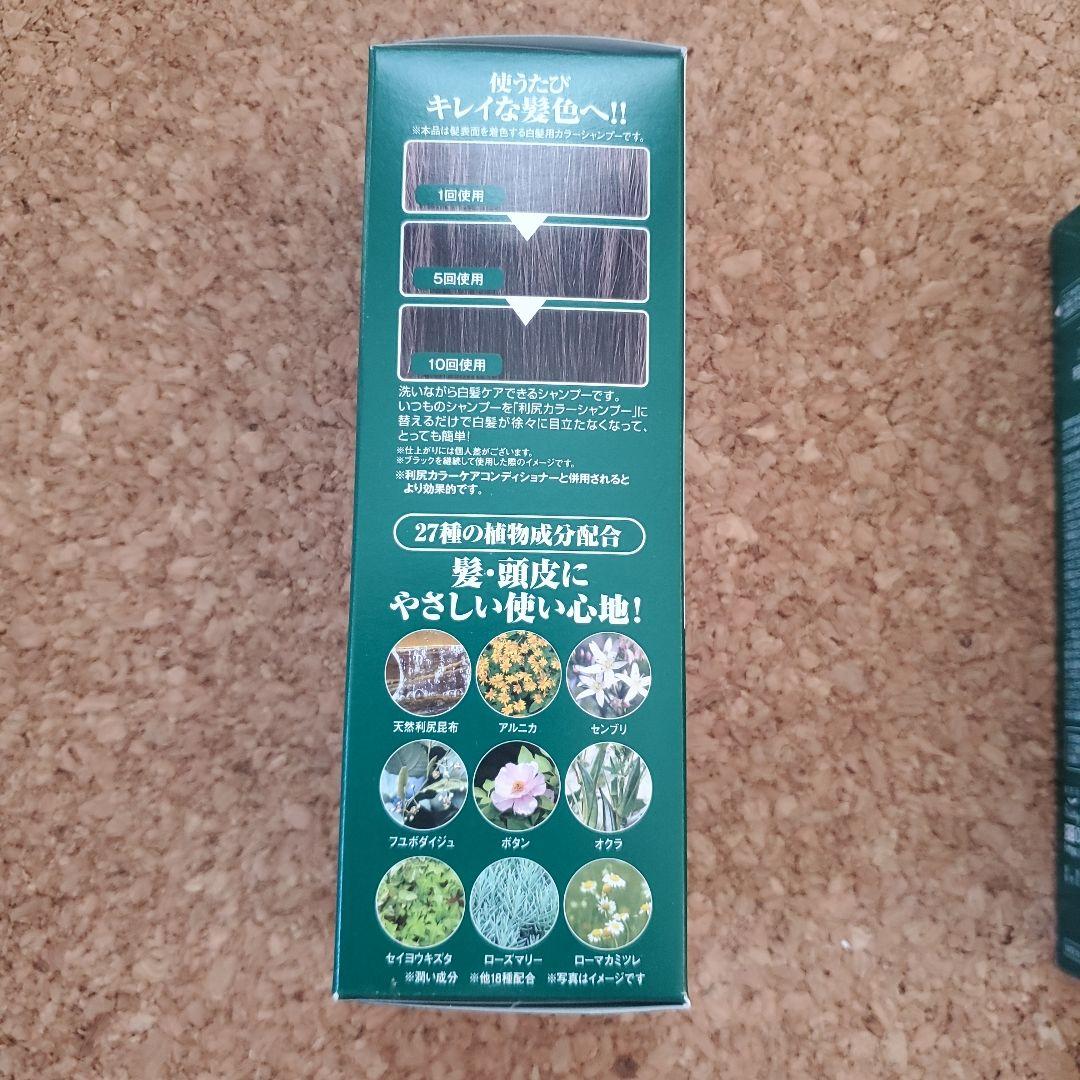 使うたび
キレイな髪色へ!!
※本品は髪表面を着色する白髪用カラーシャンプーです。
1回使用
5回使用
10回使用
洗いながら白髪ケアできるシャンプーです。
いつものシャンプーを「利尻カラーシャンプー」に
替えるだけで白髪が徐々に目立たなくなって、
とっても簡単!
※仕上がりには個人差がございます。
※ブラックを継続して使用した際のイメージです。
※利尻カラーケアコンディショナーと併用されると
より効果的です。
27種の植物成分配合
髪・頭皮に
やさしい使い心地!
天然利尻昆布 アルニカ センブリ
フユボダイジュ ボタン オクラ
セイヨウキズタ ローズマリー ローマカミツレ
※潤い成分 ※他18種配合 ※写真はイメージです